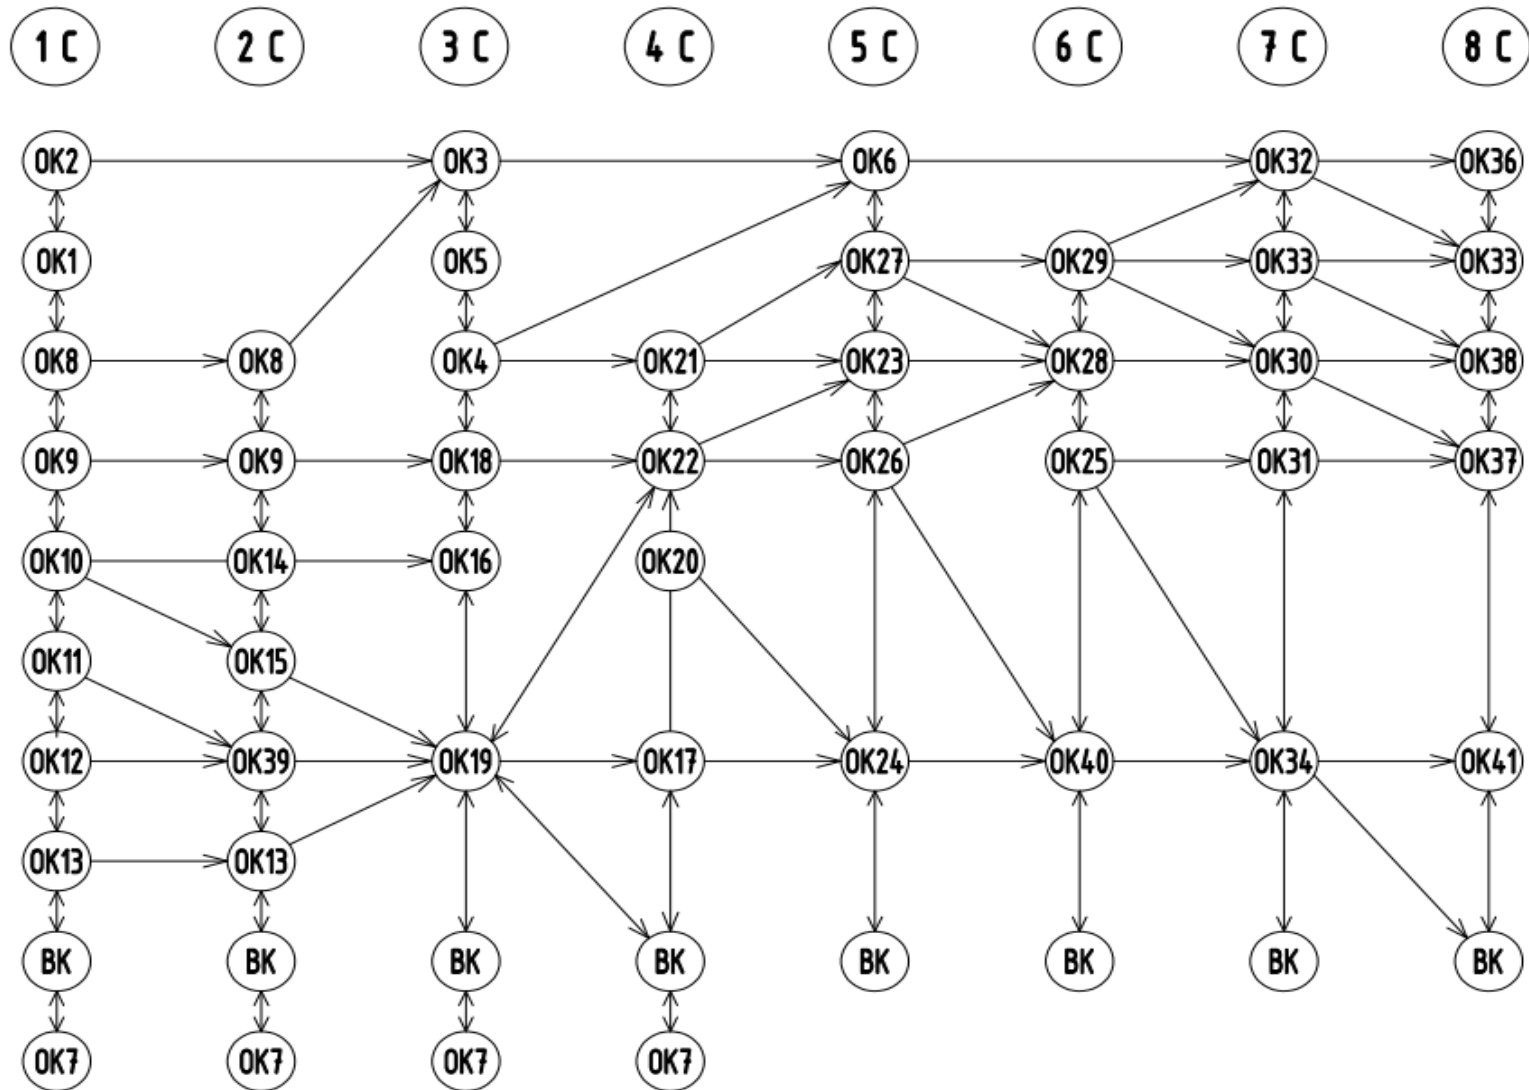 1 С 2 С 3 С 4 С 5 С 6 С 7 С 8 С
ОК2 ОК3 ОК6 ОК32 ОК36
ОК1 ОК5 ОК27 ОК29 ОК33 ОК33
ОК8 ОК8 ОК4 ОК21 ОК23 ОК28 ОК30 ОК38
ОК9 ОК9 ОК18 ОК22 ОК26 ОК25 ОК31 ОК37
ОК10 ОК14 ОК16 ОК20
ОК11 ОК15
ОК12 ОК39 ОК19 ОК17 ОК24 ОК40 ОК34 ОК41
ОК13 ОК13
ВК ВК ВК ВК ВК ВК ВК ВК
ОК7 ОК7 ОК7 ОК7